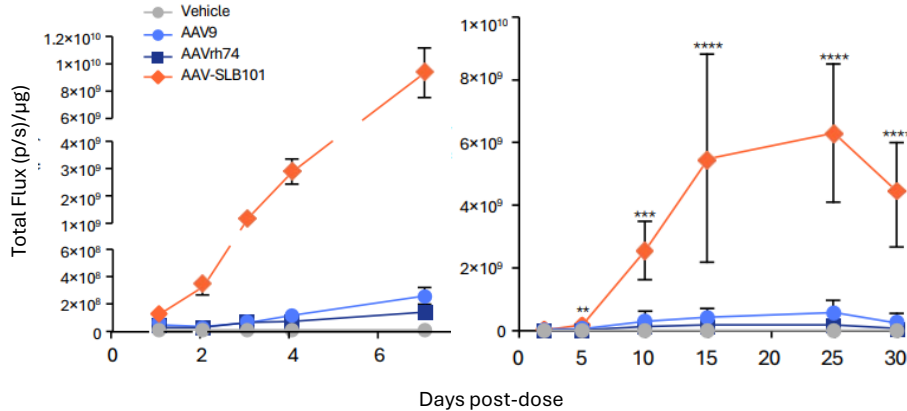 Vehicle
AAV9
AAVrh74
AAV-SLB101
Total Flux (p/s)/µg)
1.2×10¹⁰
1×10¹⁰
8×10⁹
6×10⁹
4×10⁹
3×10⁹
2×10⁹
1×10⁹
6×10⁸
4×10⁸
2×10⁸
0
0 2 4 6
1×10¹⁰
8×10⁹
6×10⁹
4×10⁹
2×10⁹
0
** *** **** **** ****
0 5 10 15 20 25 30
Days post-dose